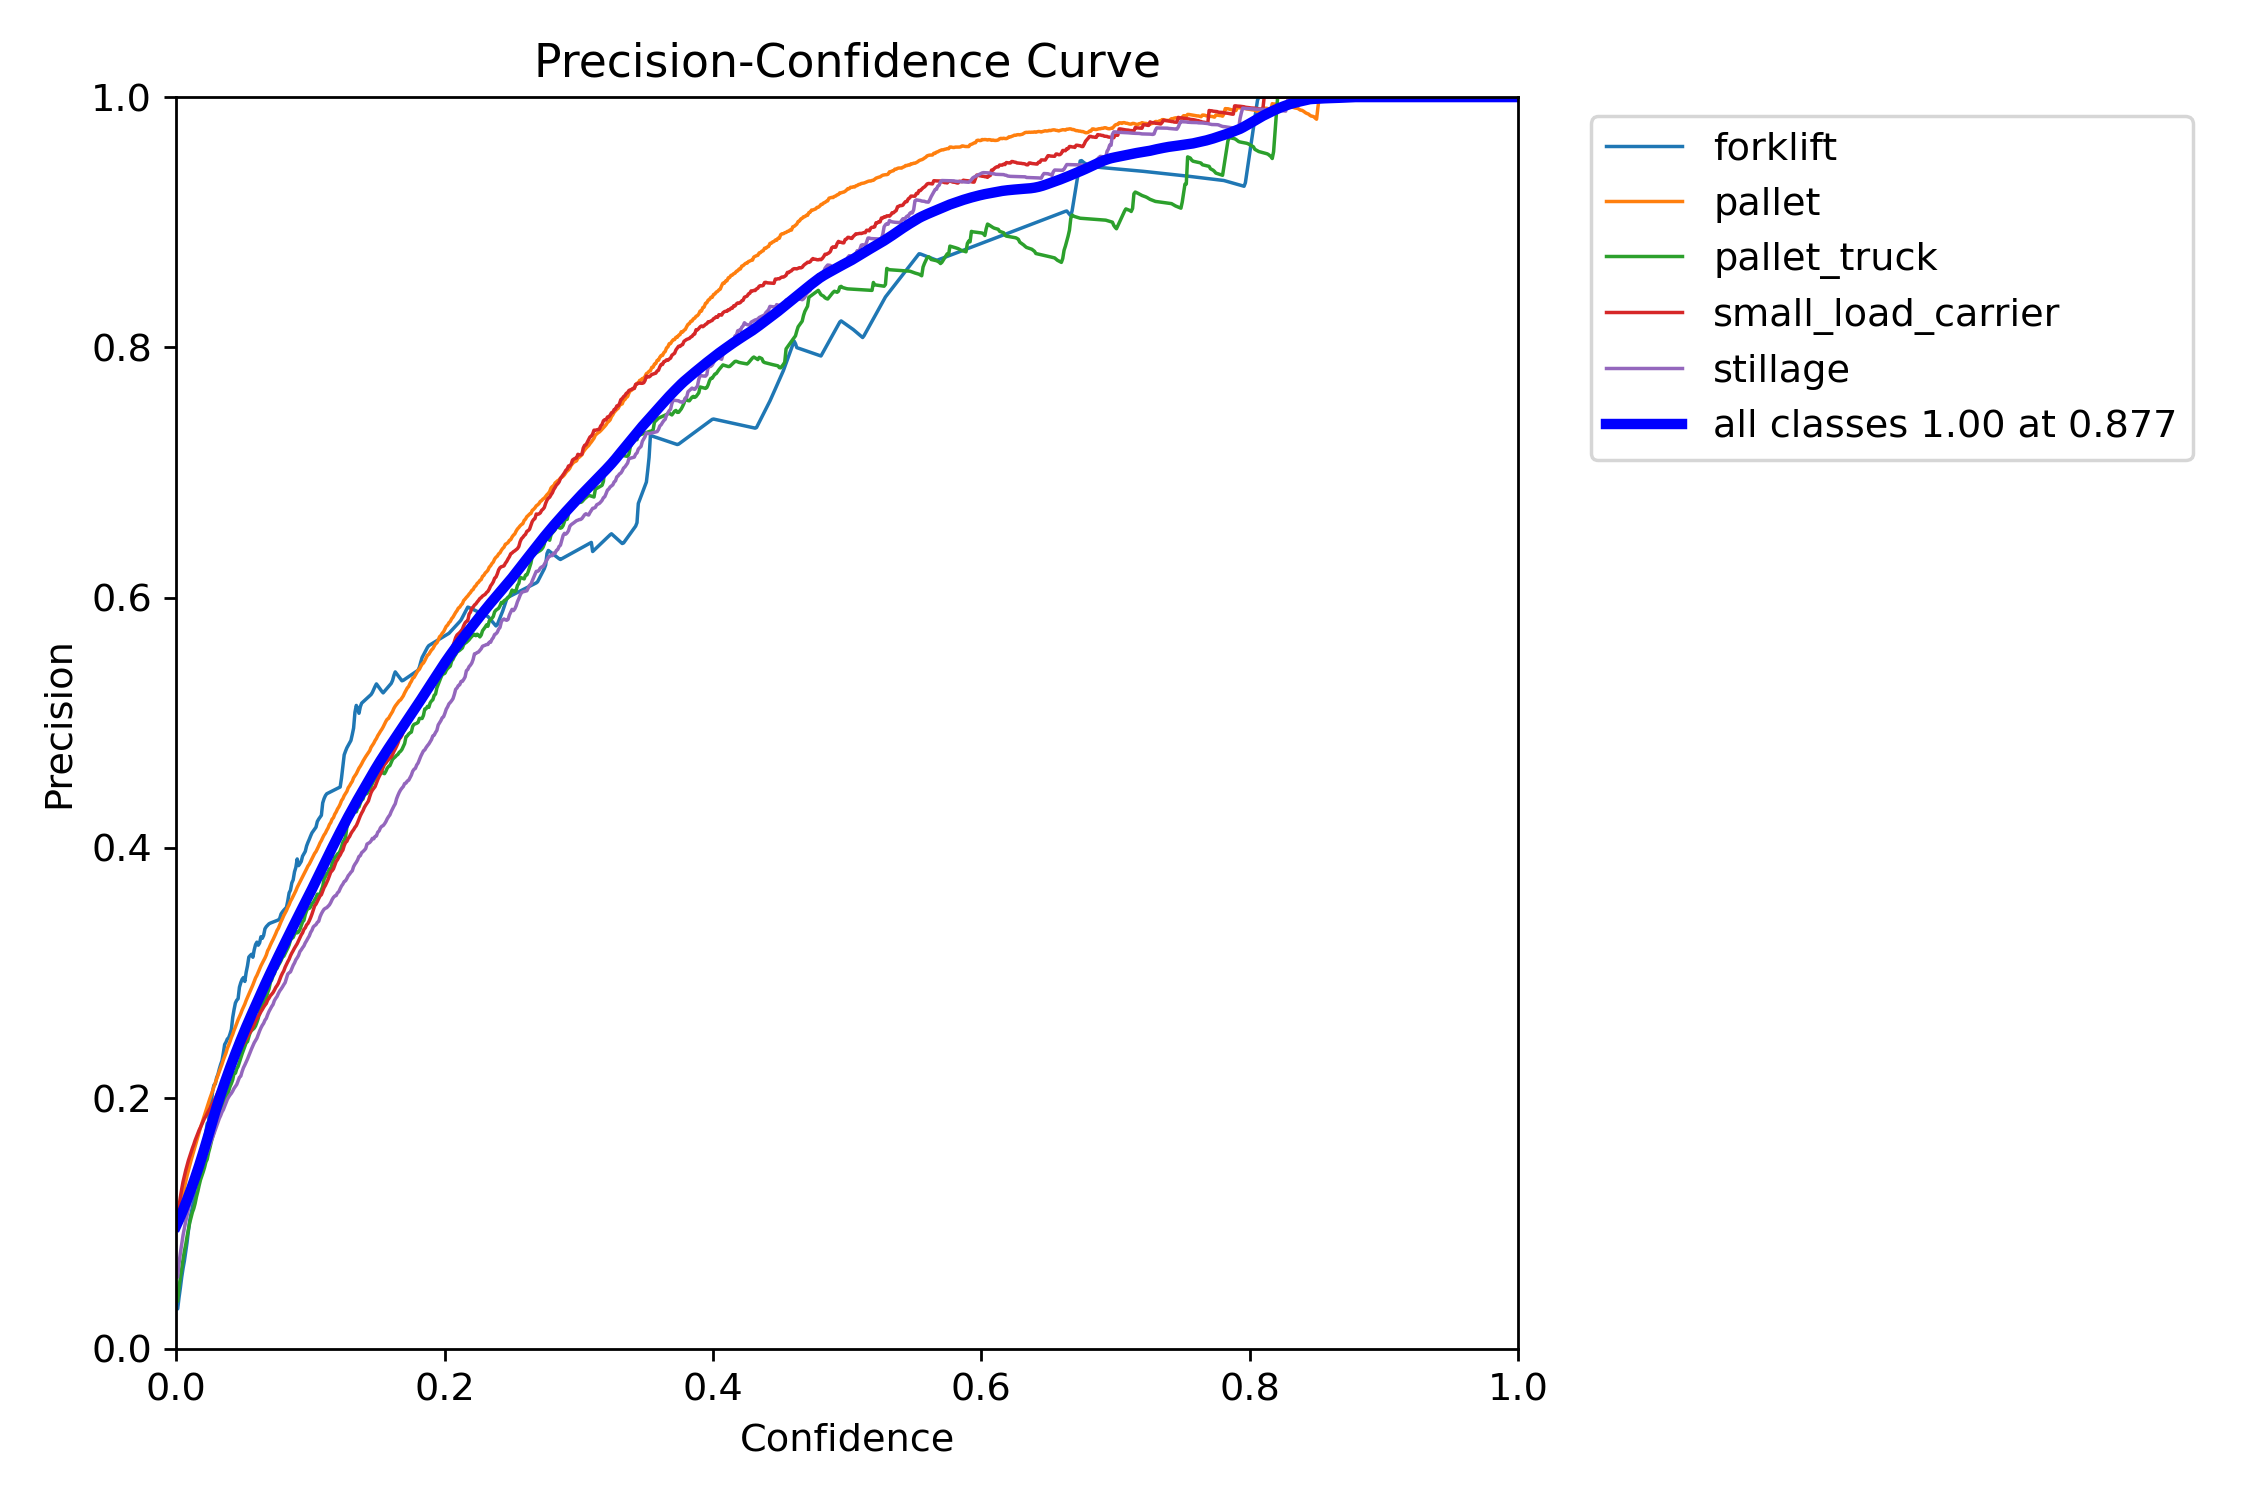 Precision-Confidence Curve
1.0
0.8
0.6
0.4
0.2
0.0
Precision
0.0 0.2 0.4 0.6 0.8 1.0
Confidence
forklift
pallet
pallet_truck
small_load_carrier
stillage
all classes 1.00 at 0.877